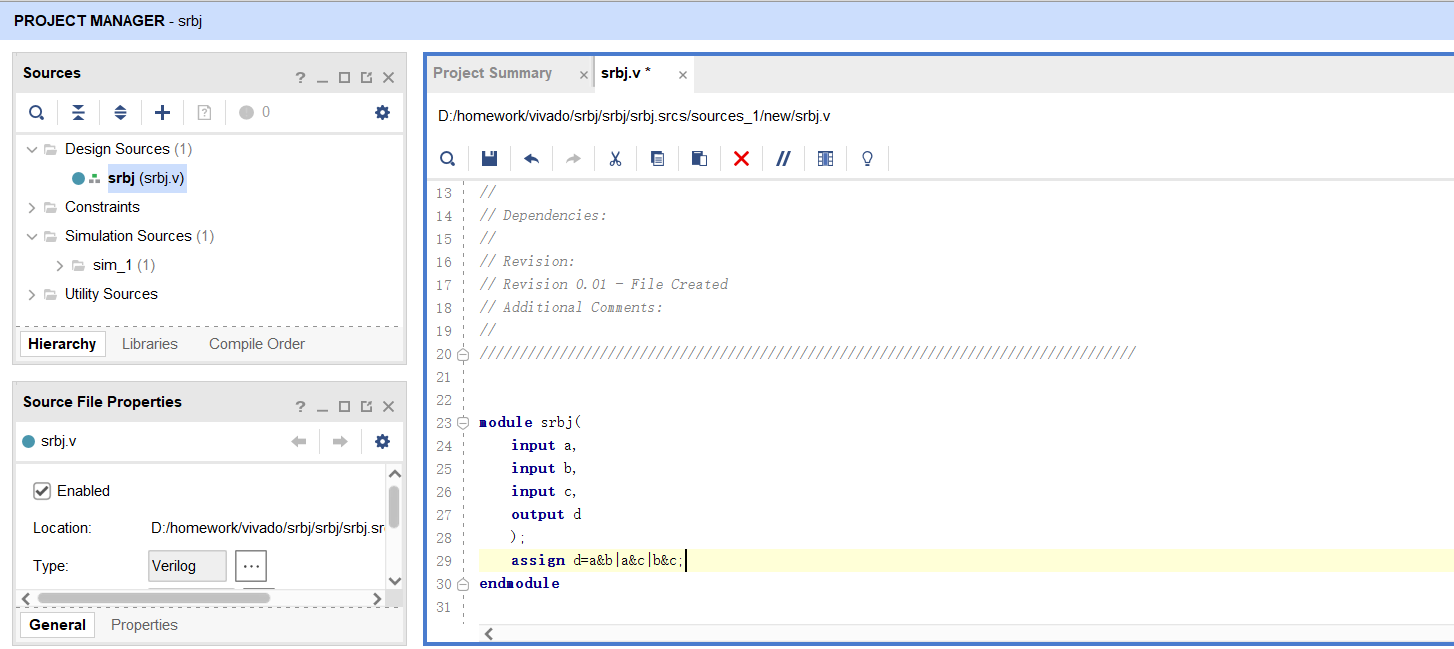 PROJECT MANAGER - srbj
Sources
? _
0
Design Sources (1)
srbj (srbj.v)
Constraints
Simulation Sources (1)
sim_1 (1)
Utility Sources
Hierarchy Libraries Compile Order
Source File Properties
? _
srbj.v
Enabled
Location: D:/homework/vivado/srbj/srbj/srbj.sr
Type: Verilog ...
General Properties
Project Summary × srbj.v * ×
D:/homework/vivado/srbj/srbj/srbj.srcs/sources_1/new/srbj.v
13 //
14 // Dependencies:
15 //
16 // Revision:
17 // Revision 0.01 - File Created
18 // Additional Comments:
19 //
20 //////////////////////////////////////////////////////////////////////////////////
21
22
23 module srbj(
24 input a,
25 input b,
26 input c,
27 output d
28 );
29 assign d=a&b|a&c|b&c;
30 endmodule
31